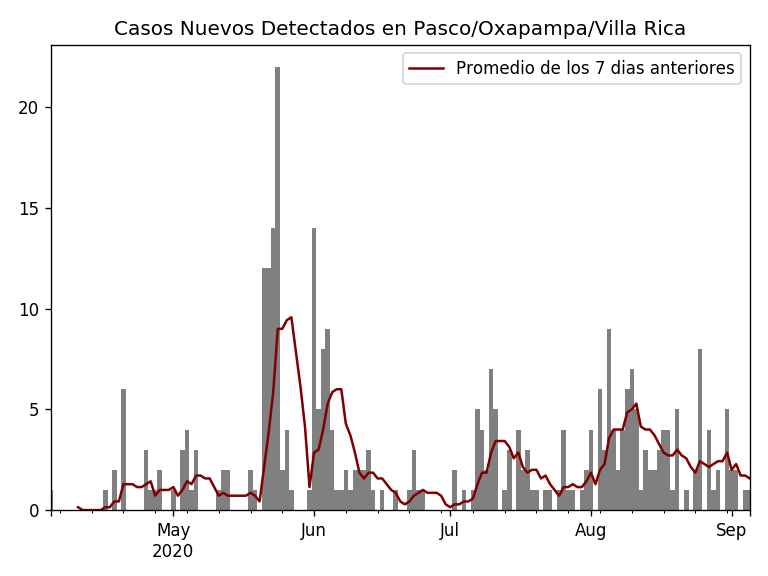 Casos Nuevos Detectados en Pasco/Oxapampa/Villa Rica
Promedio de los 7 dias anteriores
20
15
10
5
0
May Jun Jul Aug Sep
2020